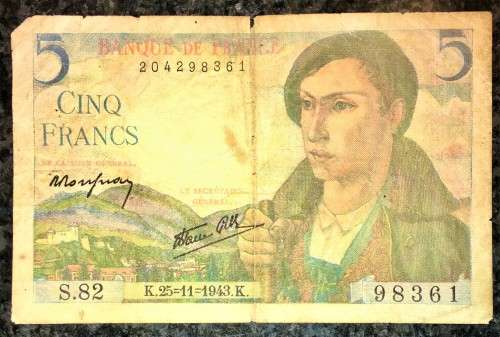 5 BANQUE DE FRANCE 5
204298361
CINQ
FRANCS
LE CAISSIER GÉNÉRAL,
LE SECRÉTAIRE
GÉNÉRAL,
S.82 K.25=11=1943.K. 98361